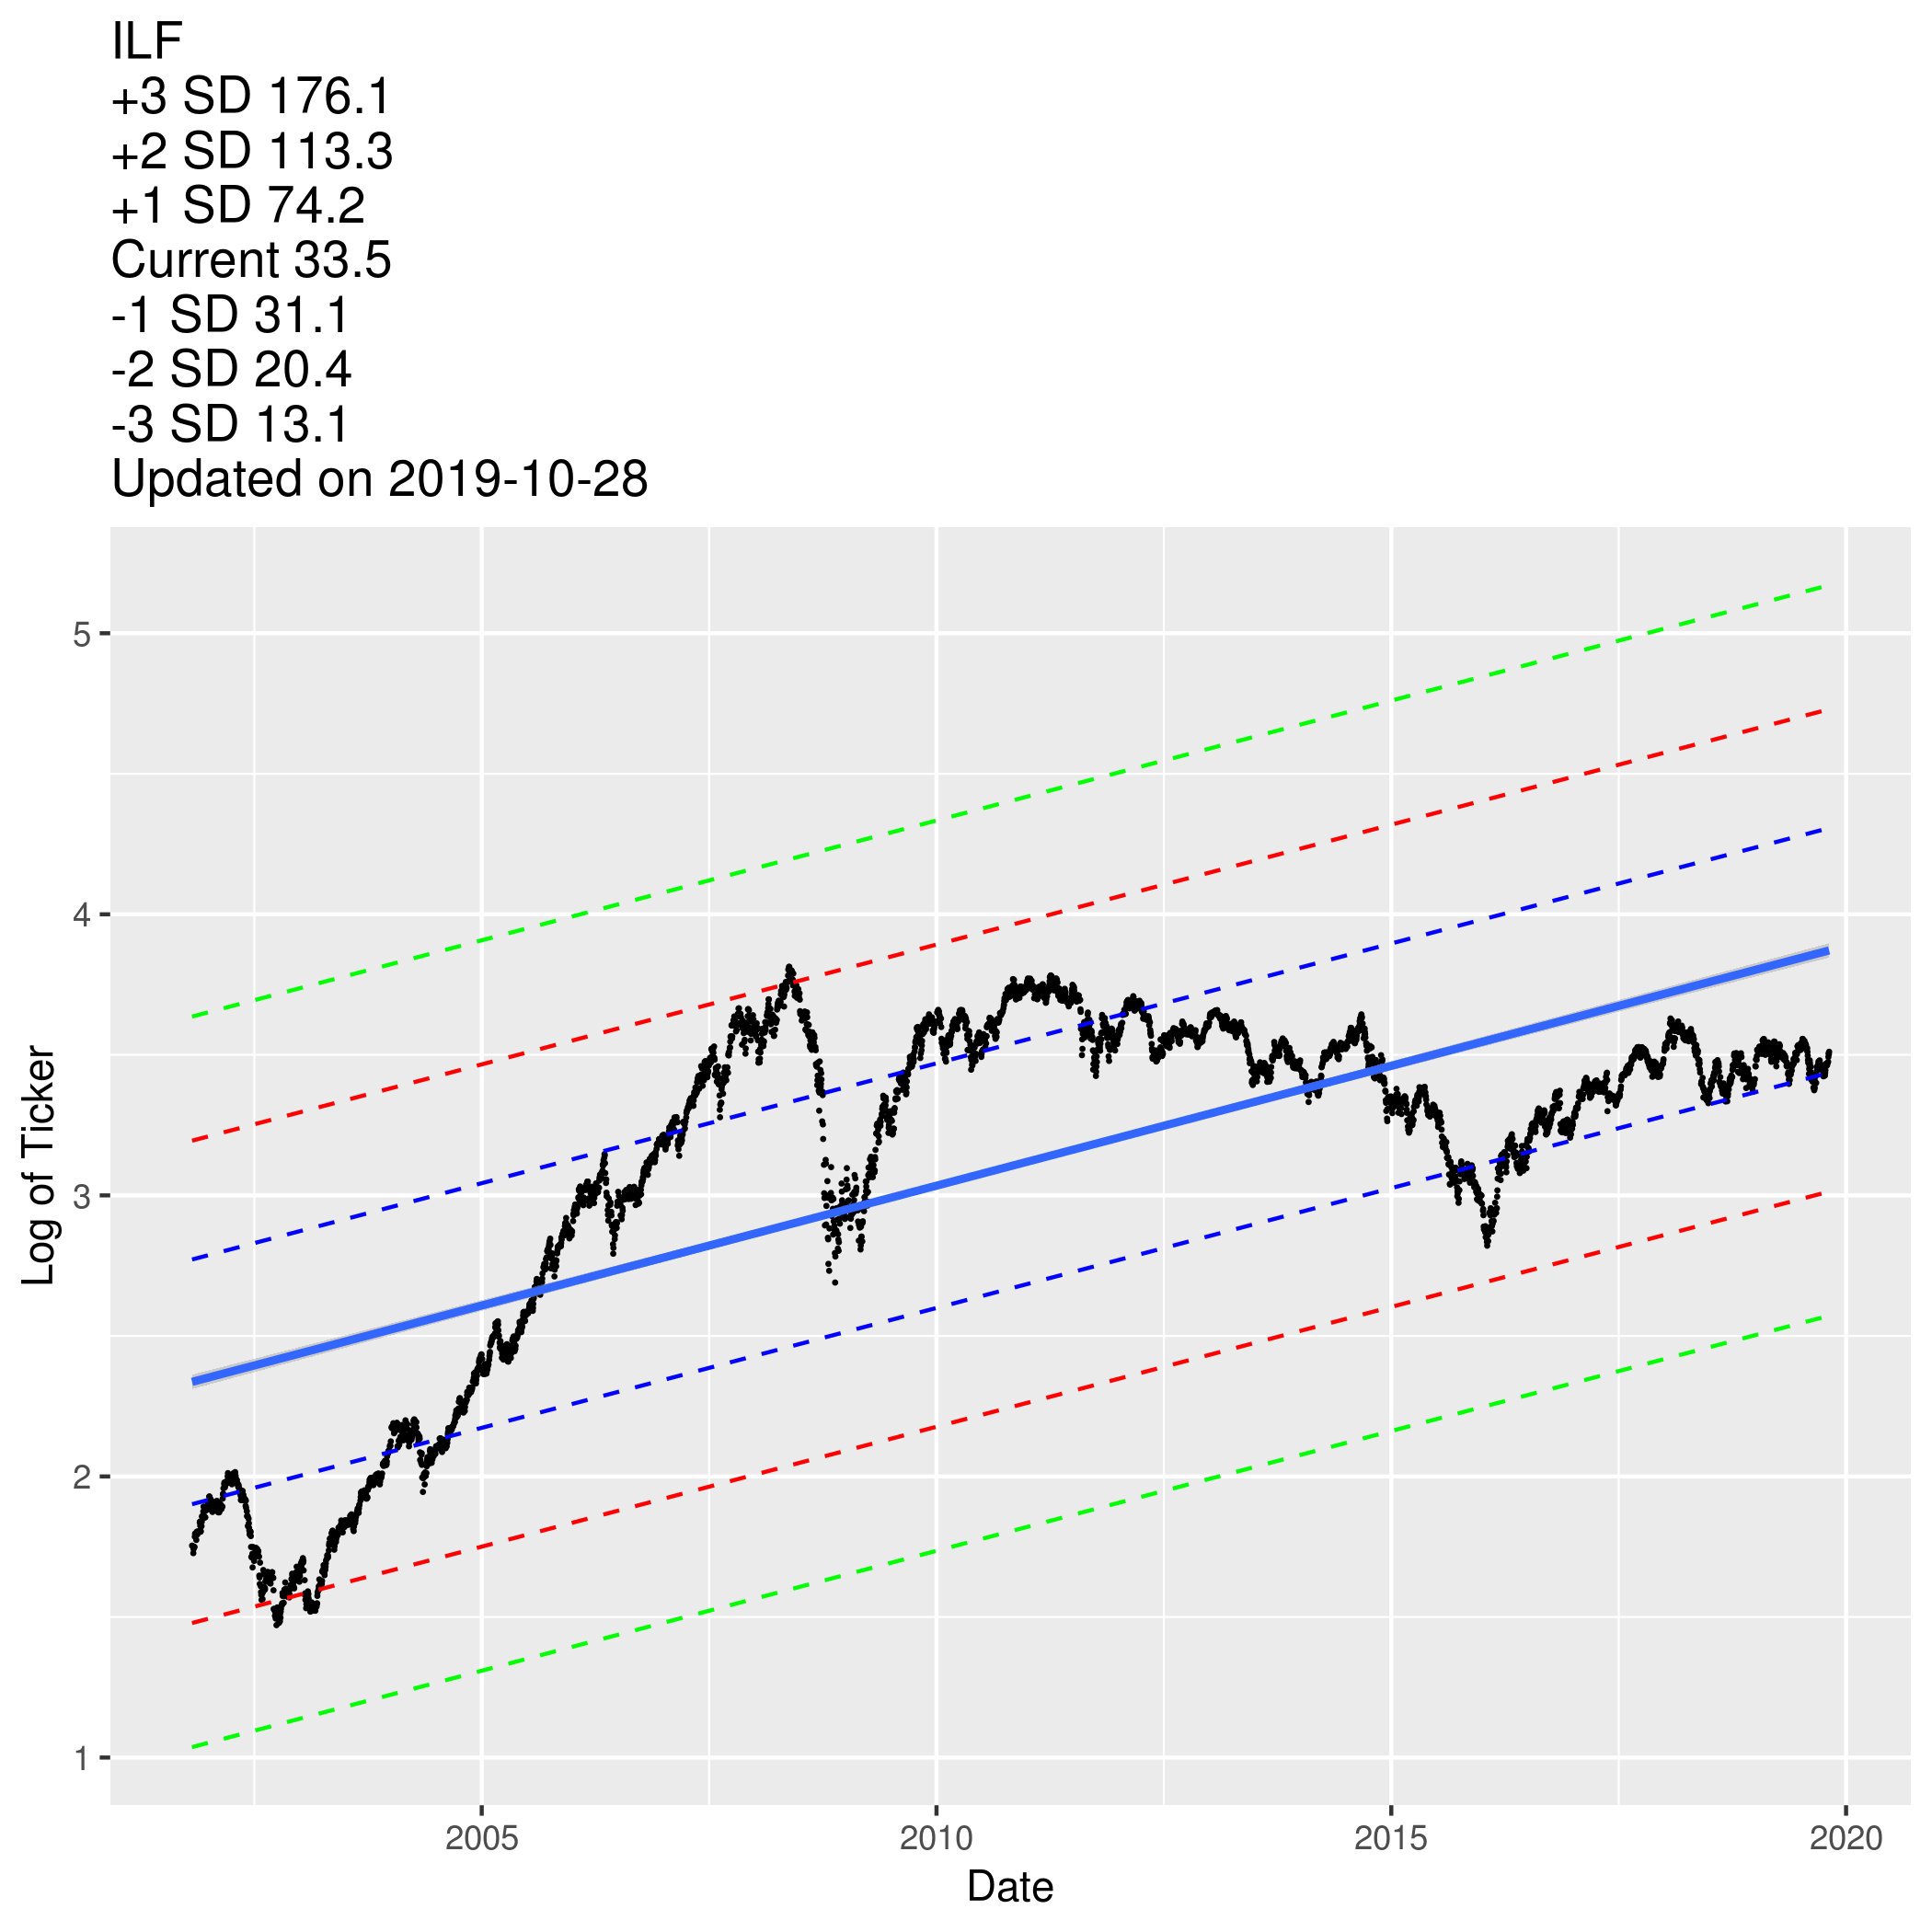 ILF
+3 SD 176.1
+2 SD 113.3
+1 SD 74.2
Current 33.5
-1 SD 31.1
-2 SD 20.4
-3 SD 13.1
Updated on 2019-10-28
5
4
3
2
1
Log of Ticker
2005 2010 2015 2020
Date